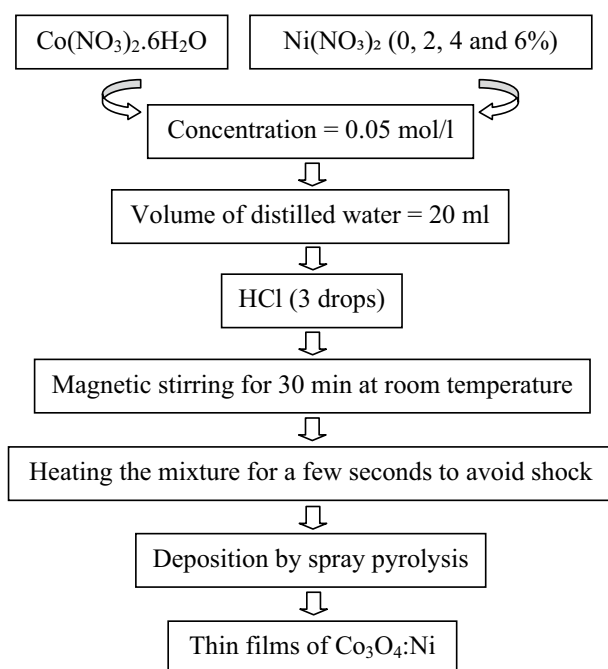 Co(NO₃)₂.6H₂O
Ni(NO₃)₂ (0, 2, 4 and 6%)
Concentration = 0.05 mol/l
Volume of distilled water = 20 ml
HCl (3 drops)
Magnetic stirring for 30 min at room temperature
Heating the mixture for a few seconds to avoid shock
Deposition by spray pyrolysis
Thin films of Co₃O₄:Ni